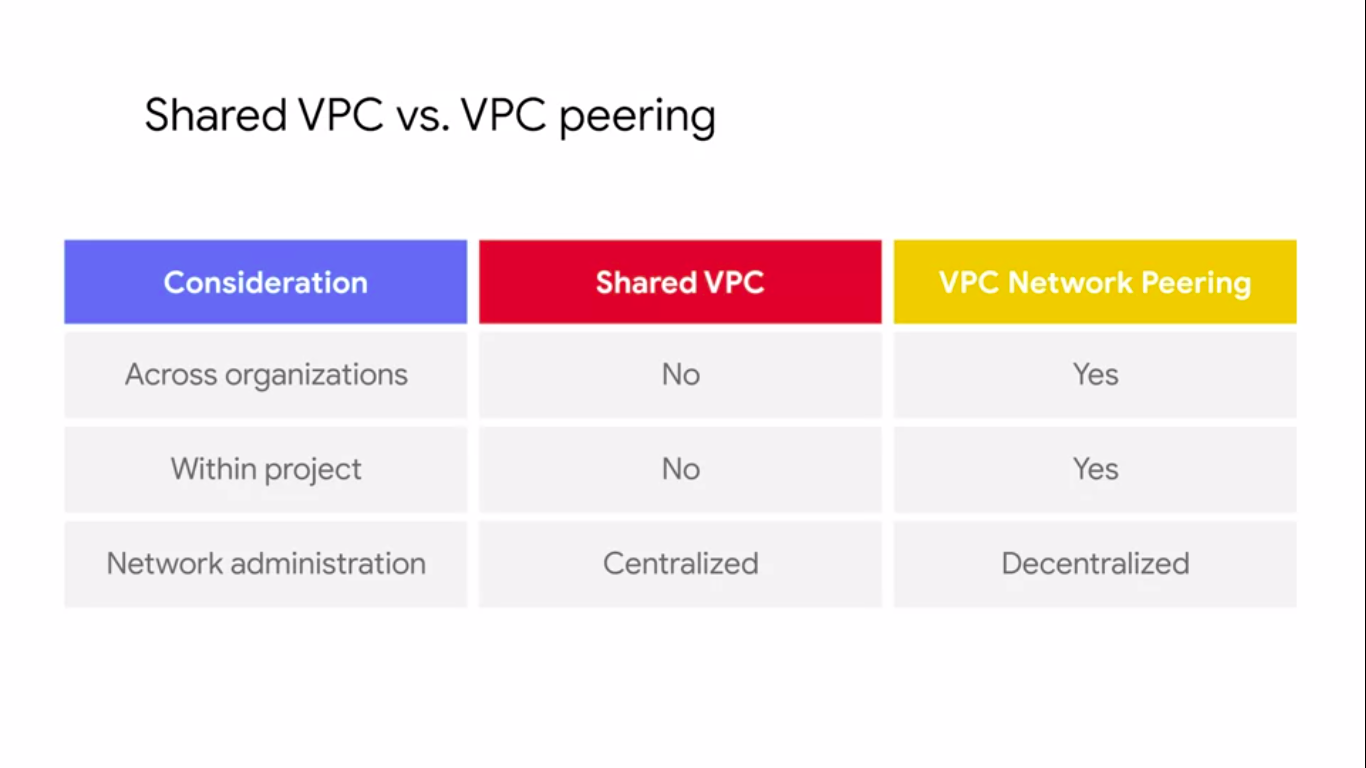 Shared VPC vs. VPC peering
Consideration Shared VPC VPC Network Peering
Across organizations No Yes
Within project No Yes
Network administration Centralized Decentralized